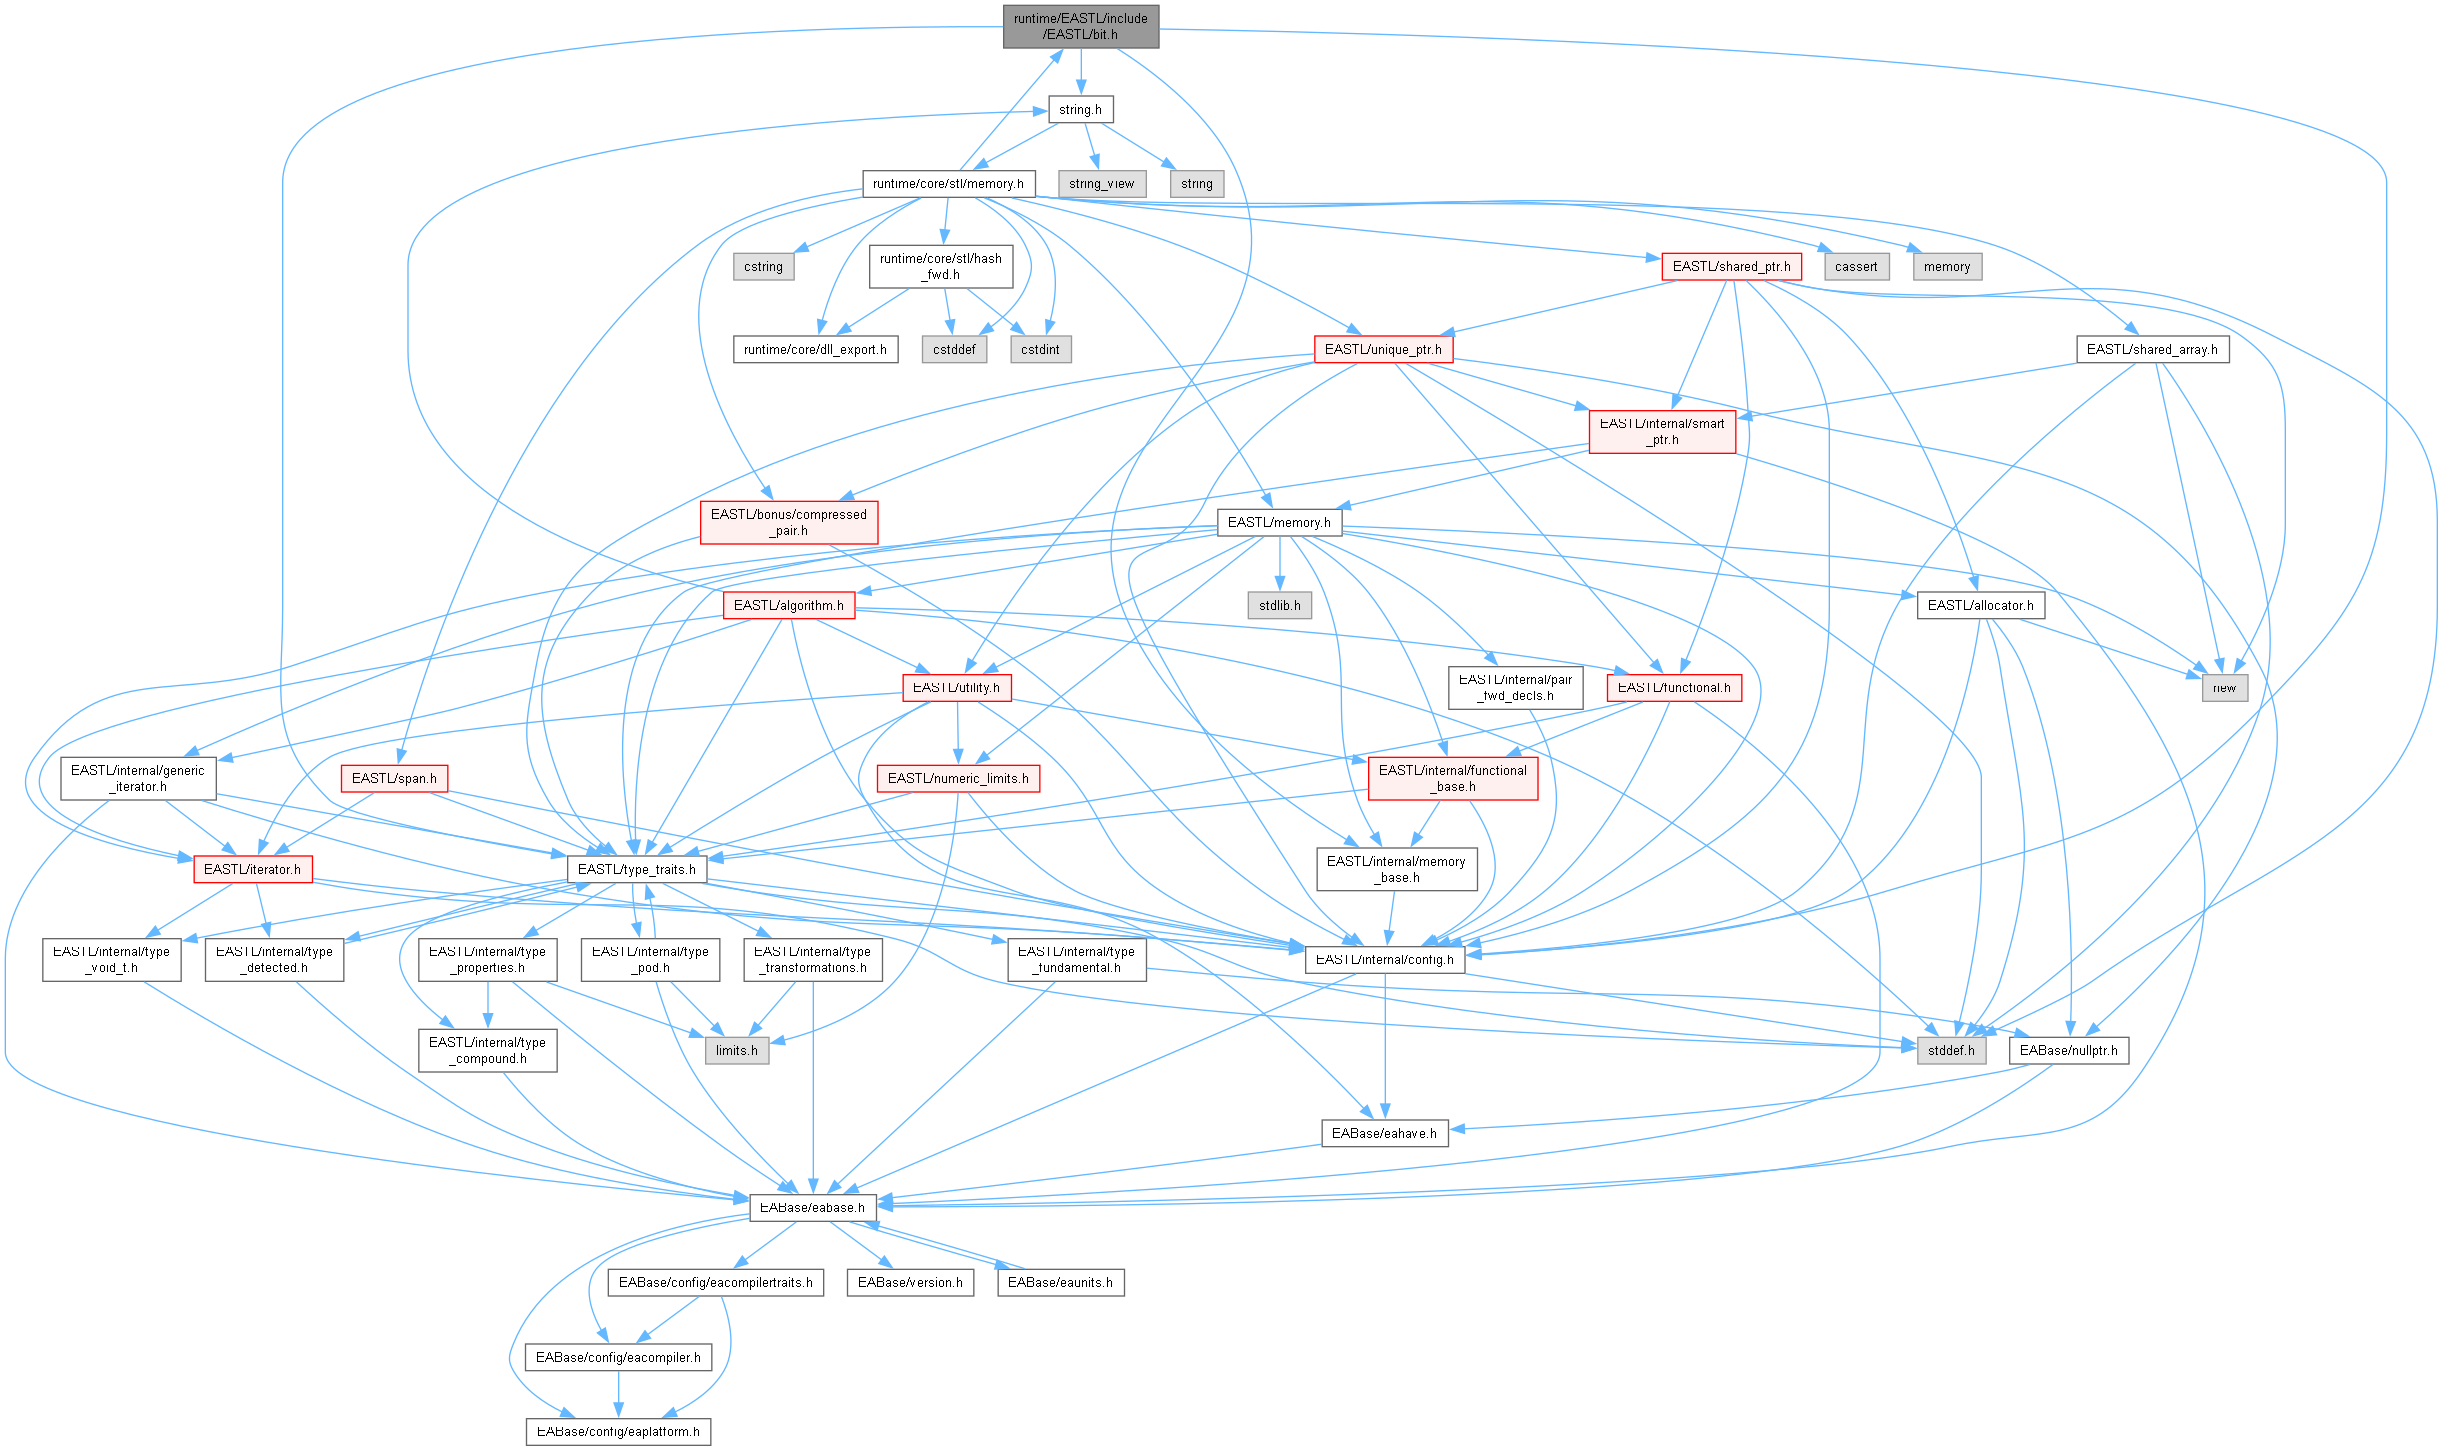 runtime/EASTL/include
/EASTL/bit.h
string.h
runtime/core/stl/memory.h
string_view
string
cstring
runtime/core/stl/hash
_fwd.h
EASTL/shared_ptr.h
cassert
memory
runtime/core/dll_export.h
cstddef
cstdint
EASTL/unique_ptr.h
EASTL/shared_array.h
EASTL/internal/smart
_ptr.h
EASTL/bonus/compressed
_pair.h
EASTL/memory.h
EASTL/algorithm.h
stdlib.h
EASTL/allocator.h
EASTL/utility.h
EASTL/internal/pair
_fwd_decls.h
EASTL/functional.h
new
EASTL/internal/generic
_iterator.h
EASTL/span.h
EASTL/numeric_limits.h
EASTL/internal/functional
_base.h
EASTL/iterator.h
EASTL/type_traits.h
EASTL/internal/memory
_base.h
EASTL/internal/type
_void_t.h
EASTL/internal/type
_detected.h
EASTL/internal/type
_properties.h
EASTL/internal/type
_pod.h
EASTL/internal/type
_transformations.h
EASTL/internal/type
_fundamental.h
EASTL/internal/config.h
EASTL/internal/type
_compound.h
limits.h
stddef.h
EABase/nullptr.h
EABase/eahave.h
EABase/eabase.h
EABase/config/eacompilertraits.h
EABase/version.h
EABase/eaunits.h
EABase/config/eacompiler.h
EABase/config/eaplatform.h